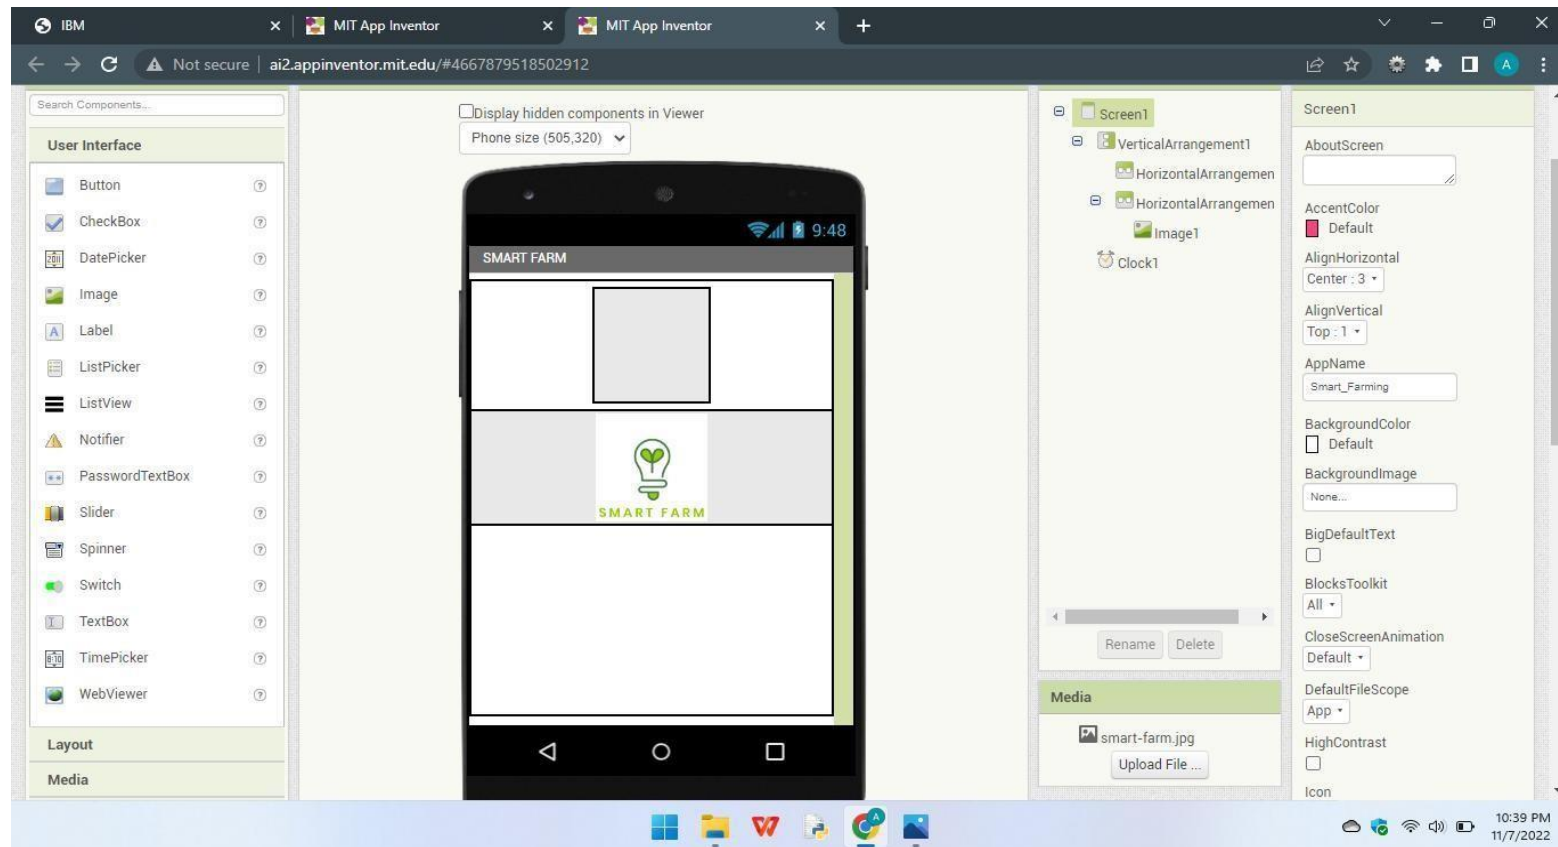 IBM
MIT App Inventor
MIT App Inventor
Not secure | ai2.appinventor.mit.edu/#4667879518502912
A
Search Components...
User Interface
Button
CheckBox
DatePicker
Image
Label
ListPicker
ListView
Notifier
PasswordTextBox
Slider
Spinner
Switch
TextBox
TimePicker
WebViewer
Layout
Media
Display hidden components in Viewer
Phone size (505,320)
9:48
SMART FARM
SMART FARM
Screen1
VerticalArrangement1
HorizontalArrangemen
HorizontalArrangemen
Image1
Clock1
Rename Delete
Media
smart-farm.jpg
Upload File ...
Screen1
AboutScreen
AccentColor
Default
AlignHorizontal
Center : 3
AlignVertical
Top : 1
AppName
Smart_Farming
BackgroundColor
Default
BackgroundImage
None...
BigDefaultText
BlocksToolkit
All
CloseScreenAnimation
Default
DefaultFileScope
App
HighContrast
Icon
10:39 PM
11/7/2022